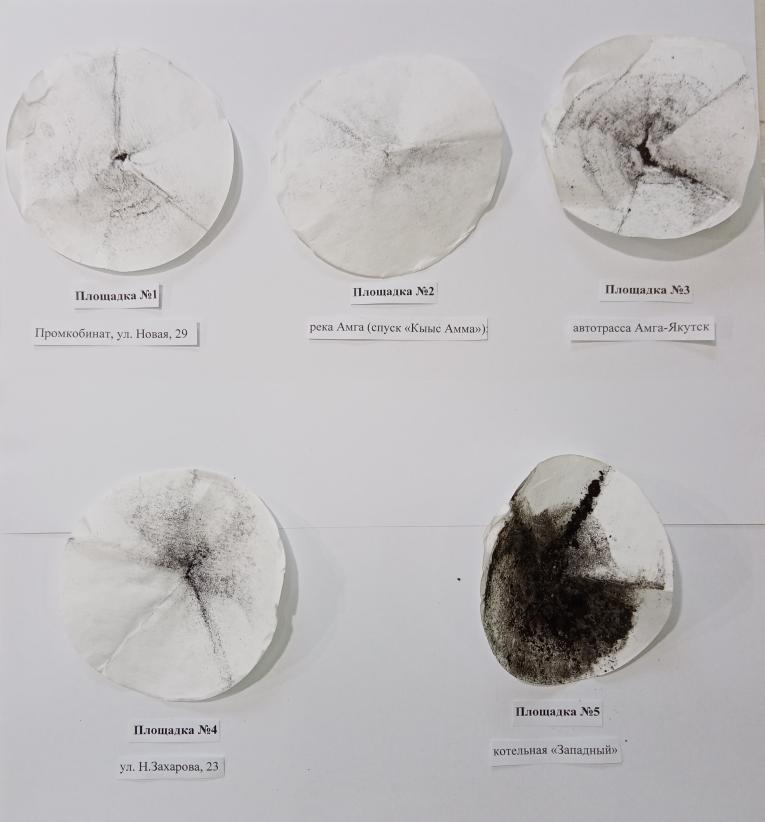 Площадка №1
Площадка №2
Площадка №3
Промкобинат, ул. Новая, 29
река Амга (спуск «Кыыс Амма»);
автотрасса Амга-Якутск
Площадка №4
Площадка №5
ул. Н.Захарова, 23
котельная «Западный»